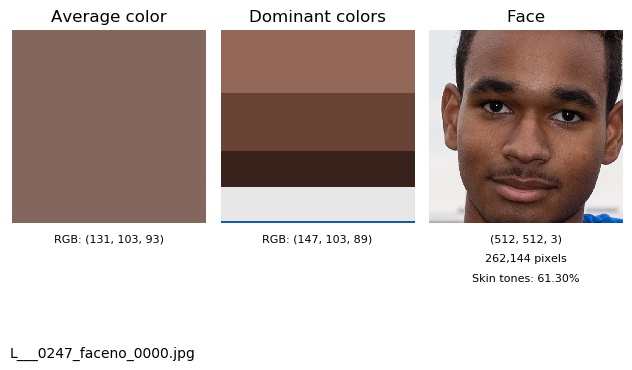 Average color
Dominant colors
Face
RGB: (131, 103, 93)
RGB: (147, 103, 89)
(512, 512, 3)
262,144 pixels
Skin tones: 61.30%
L___0247_faceno_0000.jpg